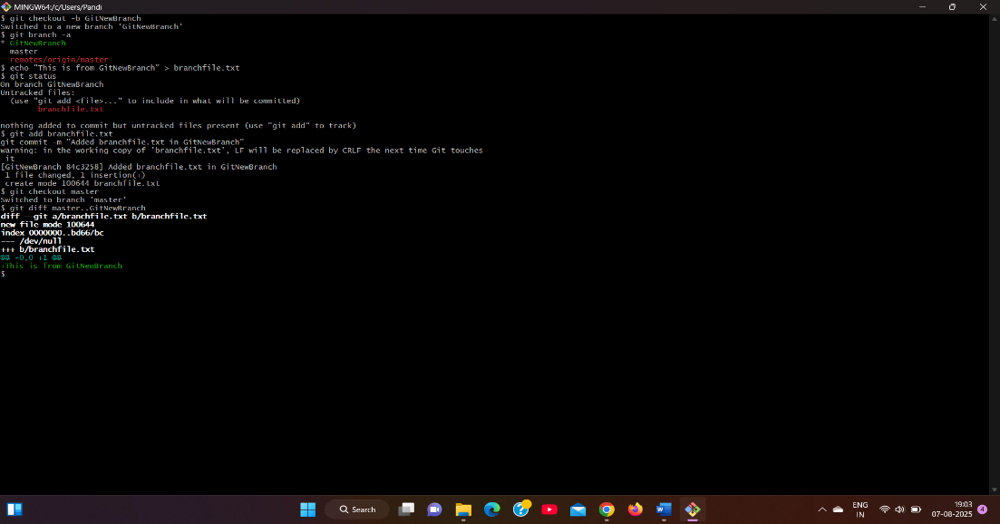 MINGW64:/c/Users/Pandi
$ git checkout -b GitNewBranch
Switched to a new branch 'GitNewBranch'
$ git branch -a
* GitNewBranch
master
remotes/origin/master
$ echo "This is from GitNewBranch" > branchfile.txt
$ git status
On branch GitNewBranch
Untracked files:
(use "git add <file>..." to include in what will be committed)
branchfile.txt
nothing added to commit but untracked files present (use "git add" to track)
$ git add branchfile.txt
git commit -m "Added branchfile.txt in GitNewBranch"
warning: in the working copy of 'branchfile.txt', LF will be replaced by CRLF the next time Git touches
it
[GitNewBranch 84c3258] Added branchfile.txt in GitNewBranch
1 file changed, 1 insertion(+)
create mode 100644 branchfile.txt
$ git checkout master
Switched to branch 'master'
$ git diff master..GitNewBranch
diff --git a/branchfile.txt b/branchfile.txt
new file mode 100644
index 0000000..bd667bc
--- /dev/null
+++ b/branchfile.txt
@@ -0,0 +1 @@
+This is from GitNewBranch
$
Search
ENG
IN
19:03
07-08-2025
4